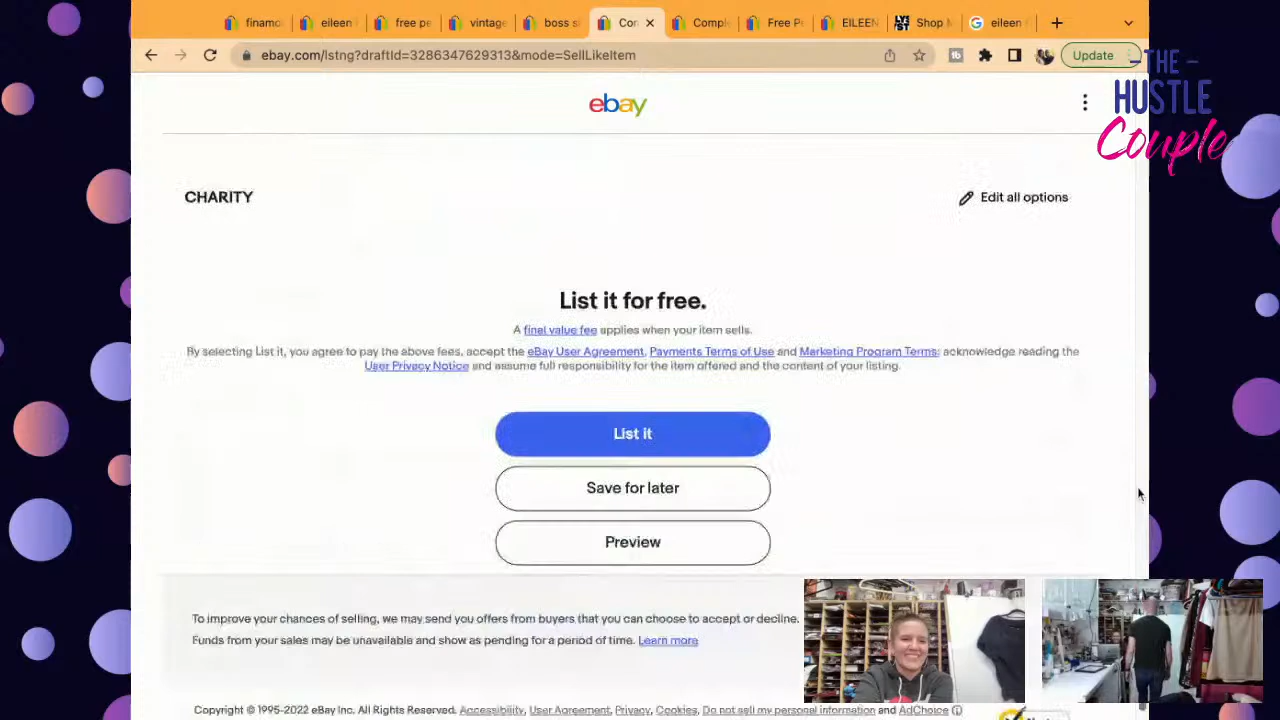 finamo
eileen
free pe
vintage
boss s
Con
Comple
Free Pr
EILEEN
LYST
Shop M
G eileen f
ebay.com/lstng?draftId=3286347629313&mode=SellLikeItem
tb
Update
THE
HUSTLE
Couple
ebay
CHARITY
Edit all options
List it for free.
A final value fee applies when your item sells.
By selecting List it, you agree to pay the above fees, accept the eBay User Agreement, Payments Terms of Use and Marketing Program Terms; acknowledge reading the
User Privacy Notice and assume full responsibility for the item offered and the content of your listing.
List it
Save for later
Preview
To improve your chances of selling, we may send you offers from buyers that you can choose to accept or decline.
Funds from your sales may be unavailable and show as pending for a period of time. Learn more
Copyright © 1995-2022 eBay Inc. All Rights Reserved. Accessibility, User Agreement, Privacy, Cookies, Do not sell my personal information and AdChoice